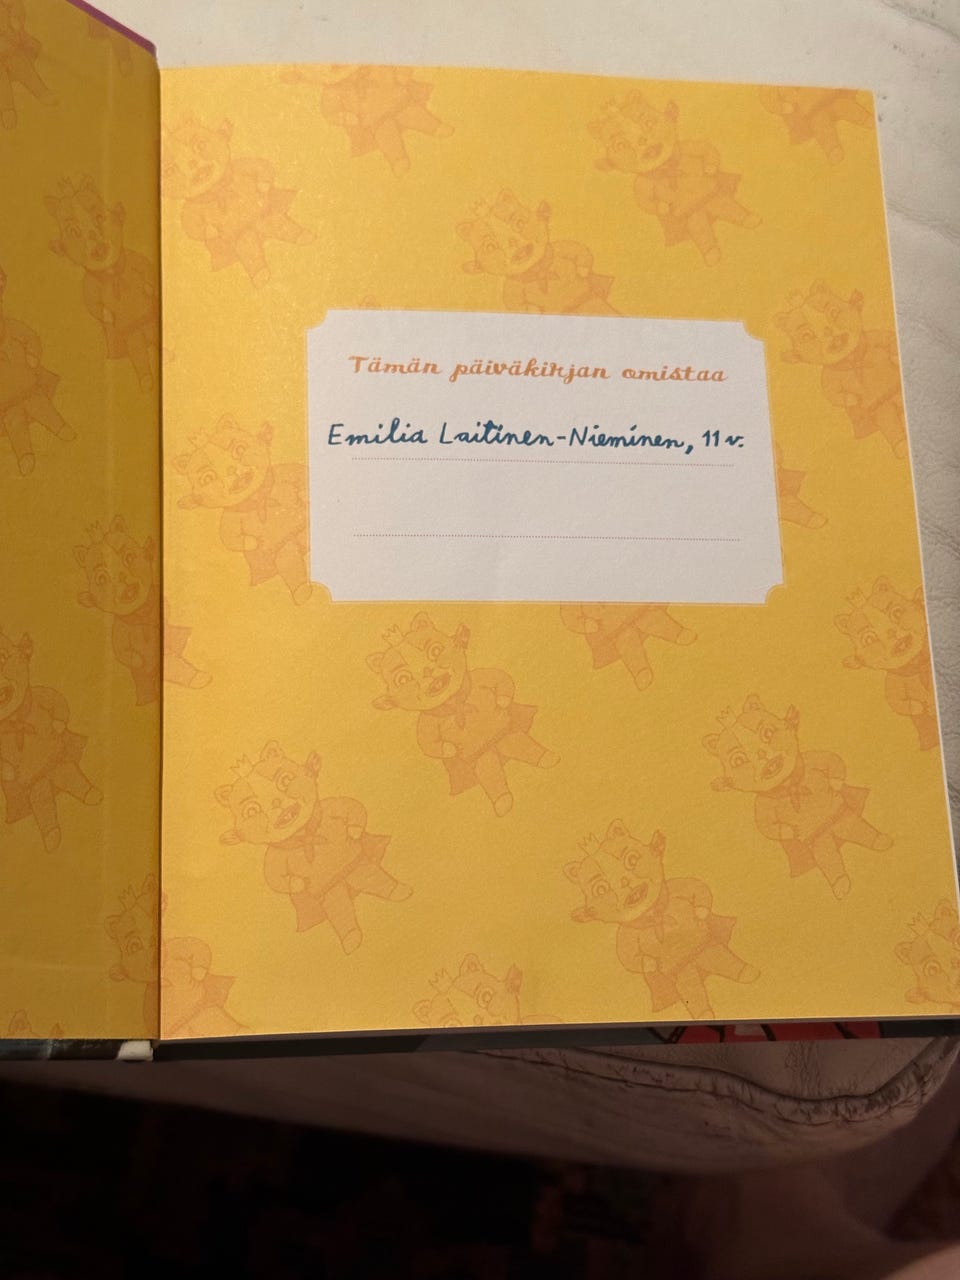 Tämän päiväkirjan omistaa
Emilia Laitinen-Nieminen, 11 v.